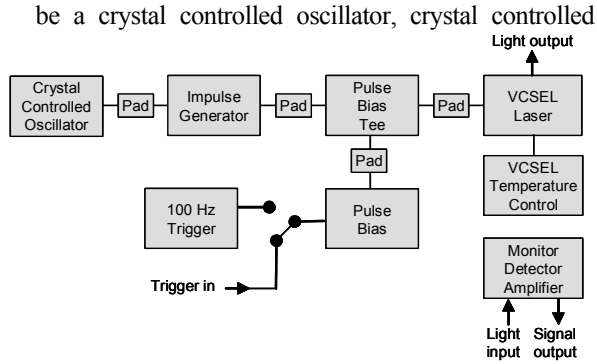 be a crystal controlled oscillator, crystal controlled
Light output
Crystal
Controlled
Oscillator
Pad
Impulse
Generator
Pad
Pulse
Bias
Tee
Pad
VCSEL
Laser
Pad
VCSEL
Temperature
Control
100 Hz
Trigger
Pulse
Bias
Trigger in
Monitor
Detector
Amplifier
Light
input
Signal
output